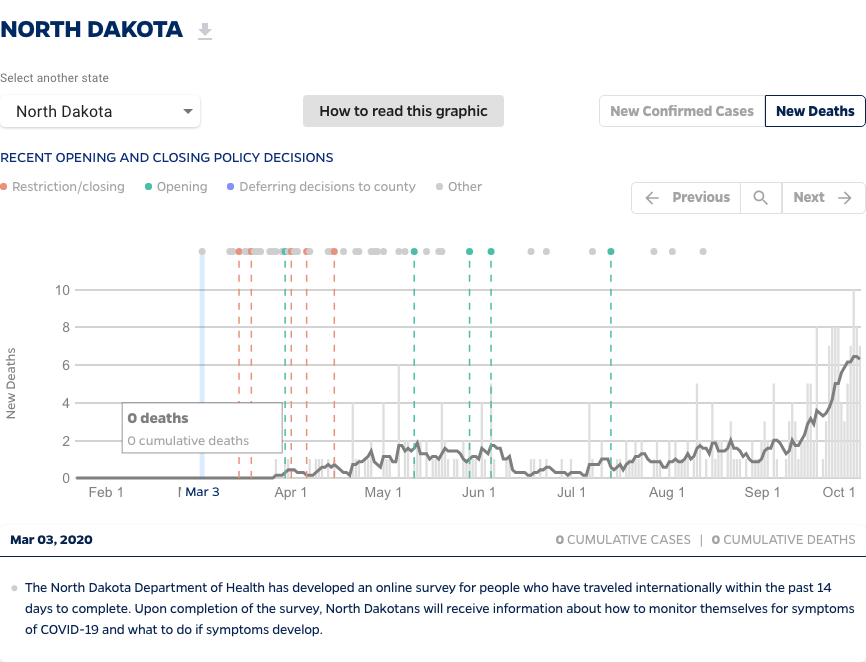 NORTH DAKOTA
Select another state
North Dakota
How to read this graphic
New Confirmed Cases
New Deaths
RECENT OPENING AND CLOSING POLICY DECISIONS
Restriction/closing
Opening
Deferring decisions to county
Other
Previous
Next
New Deaths
10
8
6
4
2
0
0 deaths
0 cumulative deaths
Feb 1
Mar 3
Apr 1
May 1
Jun 1
Jul 1
Aug 1
Sep 1
Oct 1
Mar 03, 2020
0 CUMULATIVE CASES | 0 CUMULATIVE DEATHS
The North Dakota Department of Health has developed an online survey for people who have traveled internationally within the past 14
days to complete. Upon completion of the survey, North Dakotans will receive information about how to monitor themselves for symptoms
of COVID-19 and what to do if symptoms develop.